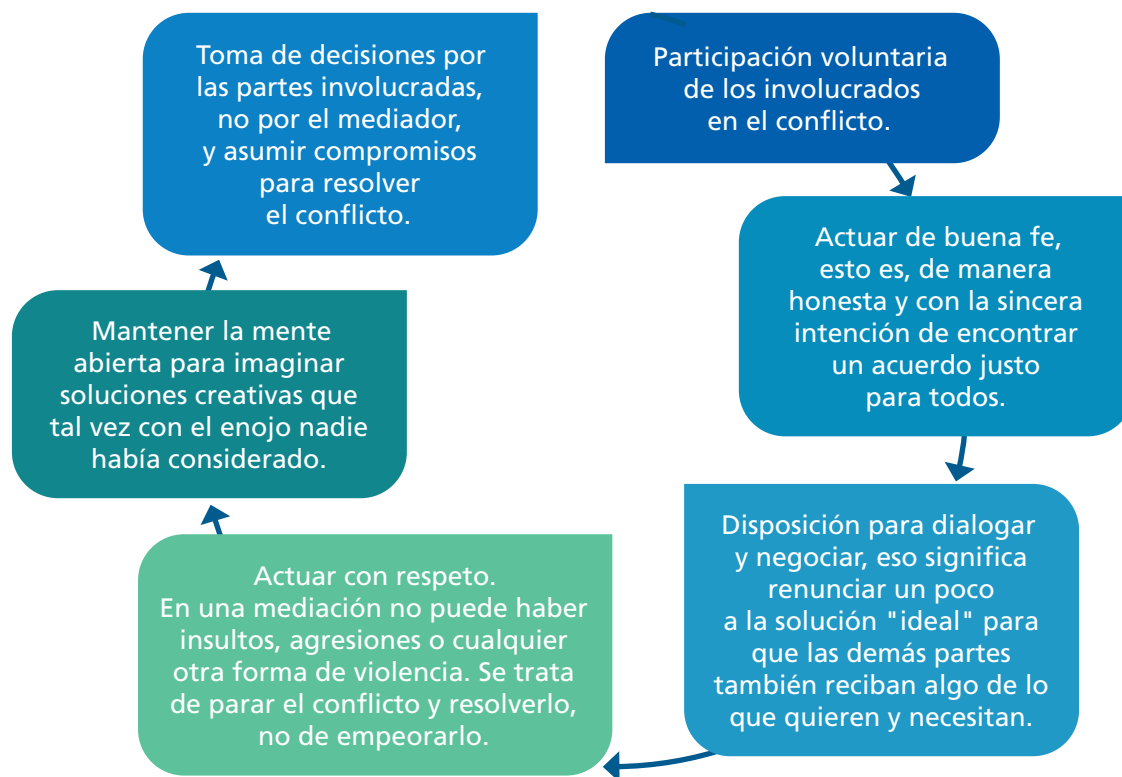 Participación voluntaria
de los involucrados
en el conflicto.
Actuar de buena fe,
esto es, de manera
honesta y con la sincera
intención de encontrar
un acuerdo justo
para todos.
Disposición para dialogar
y negociar, eso significa
renunciar un poco
a la solución "ideal" para
que las demás partes
también reciban algo de lo
que quieren y necesitan.
Actuar con respeto.
En una mediación no puede haber
insultos, agresiones o cualquier
otra forma de violencia. Se trata
de parar el conflicto y resolverlo,
no de empeorarlo.
Mantener la mente
abierta para imaginar
soluciones creativas que
tal vez con el enojo nadie
había considerado.
Toma de decisiones por
las partes involucradas,
no por el mediador,
y asumir compromisos
para resolver
el conflicto.